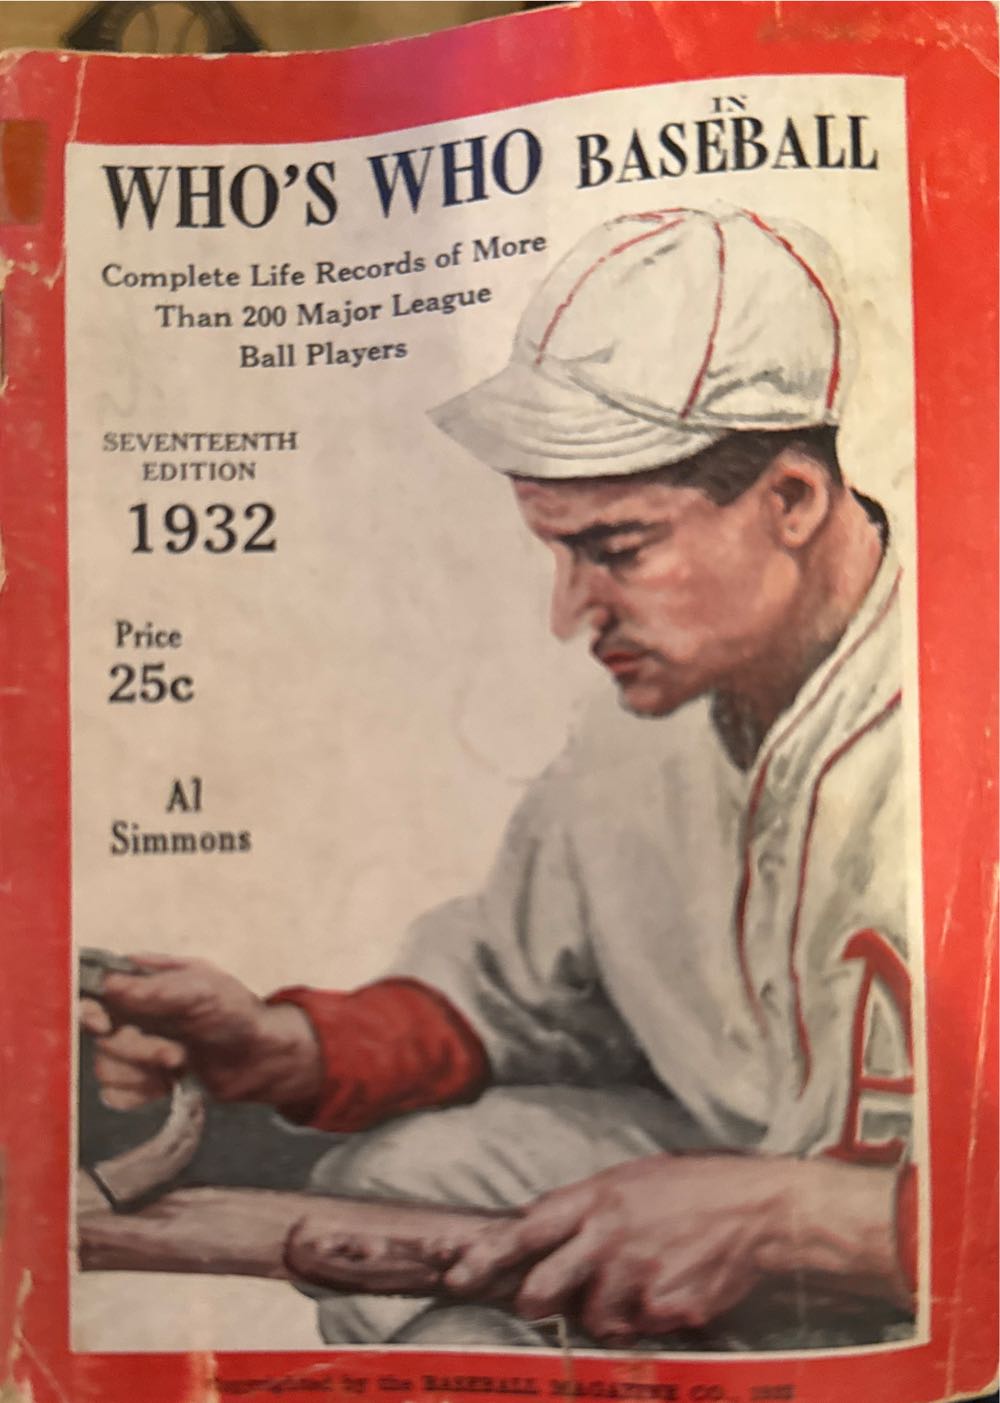 WHO'S WHO IN BASEBALL
Complete Life Records of More
Than 200 Major League
Ball Players
SEVENTEENTH
EDITION
1932
Price
25c
Al
Simmons
A
Copyrighted by the BASEBALL MAGAZINE CO.,